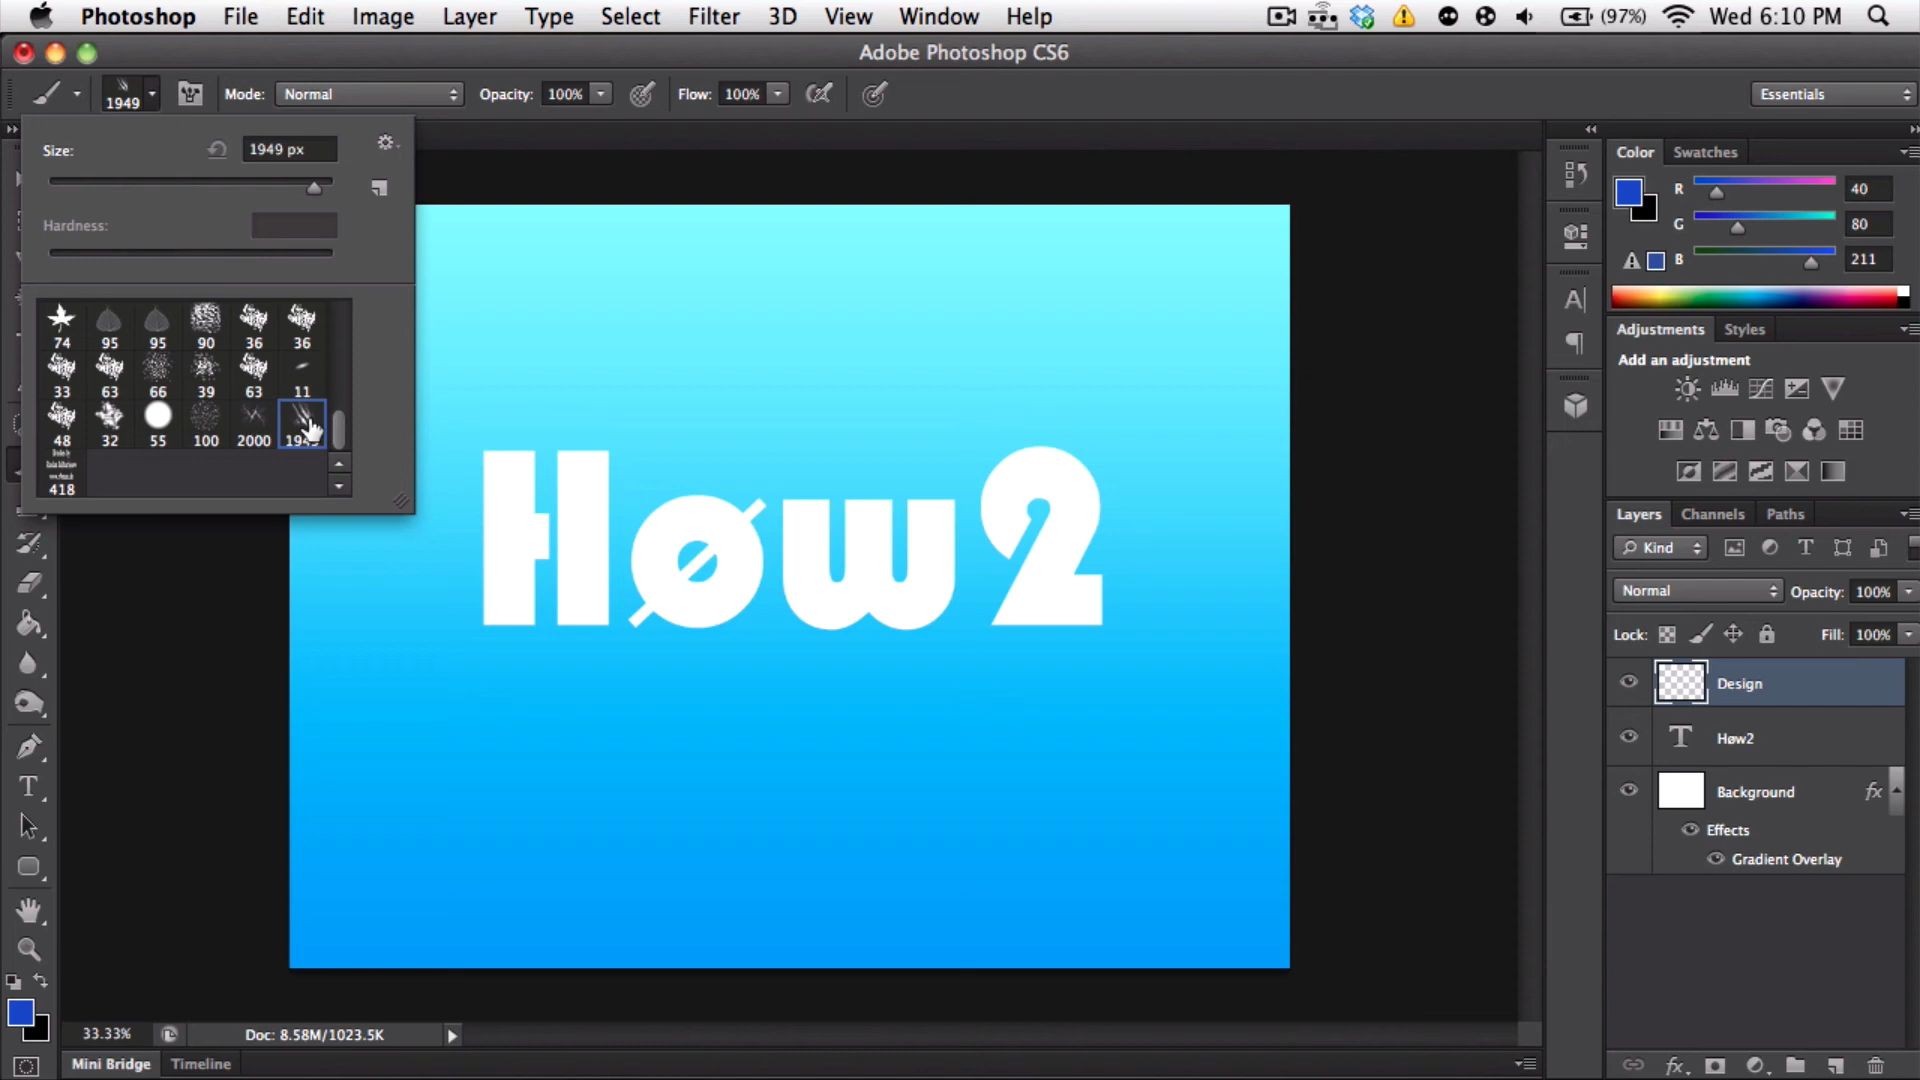 Photoshop File Edit Image Layer Type Select Filter 3D View Window Help (97%) Wed 6:10 PM
Adobe Photoshop CS6
1949 Mode: Normal Opacity: 100% Flow: 100% Essentials
Size: 1949 px
Hardness:
74 95 95 90 36 36
33 63 66 39 63 11
48 32 55 100 2000 1949
418
Høw2
Color Swatches
R 40
G 80
B 211
Adjustments Styles
Add an adjustment
Layers Channels Paths
Kind
Normal Opacity: 100%
Lock: Fill: 100%
Design
Høw2
Background fx
Effects
Gradient Overlay
33.33% Doc: 8.58M/1023.5K
Mini Bridge Timeline